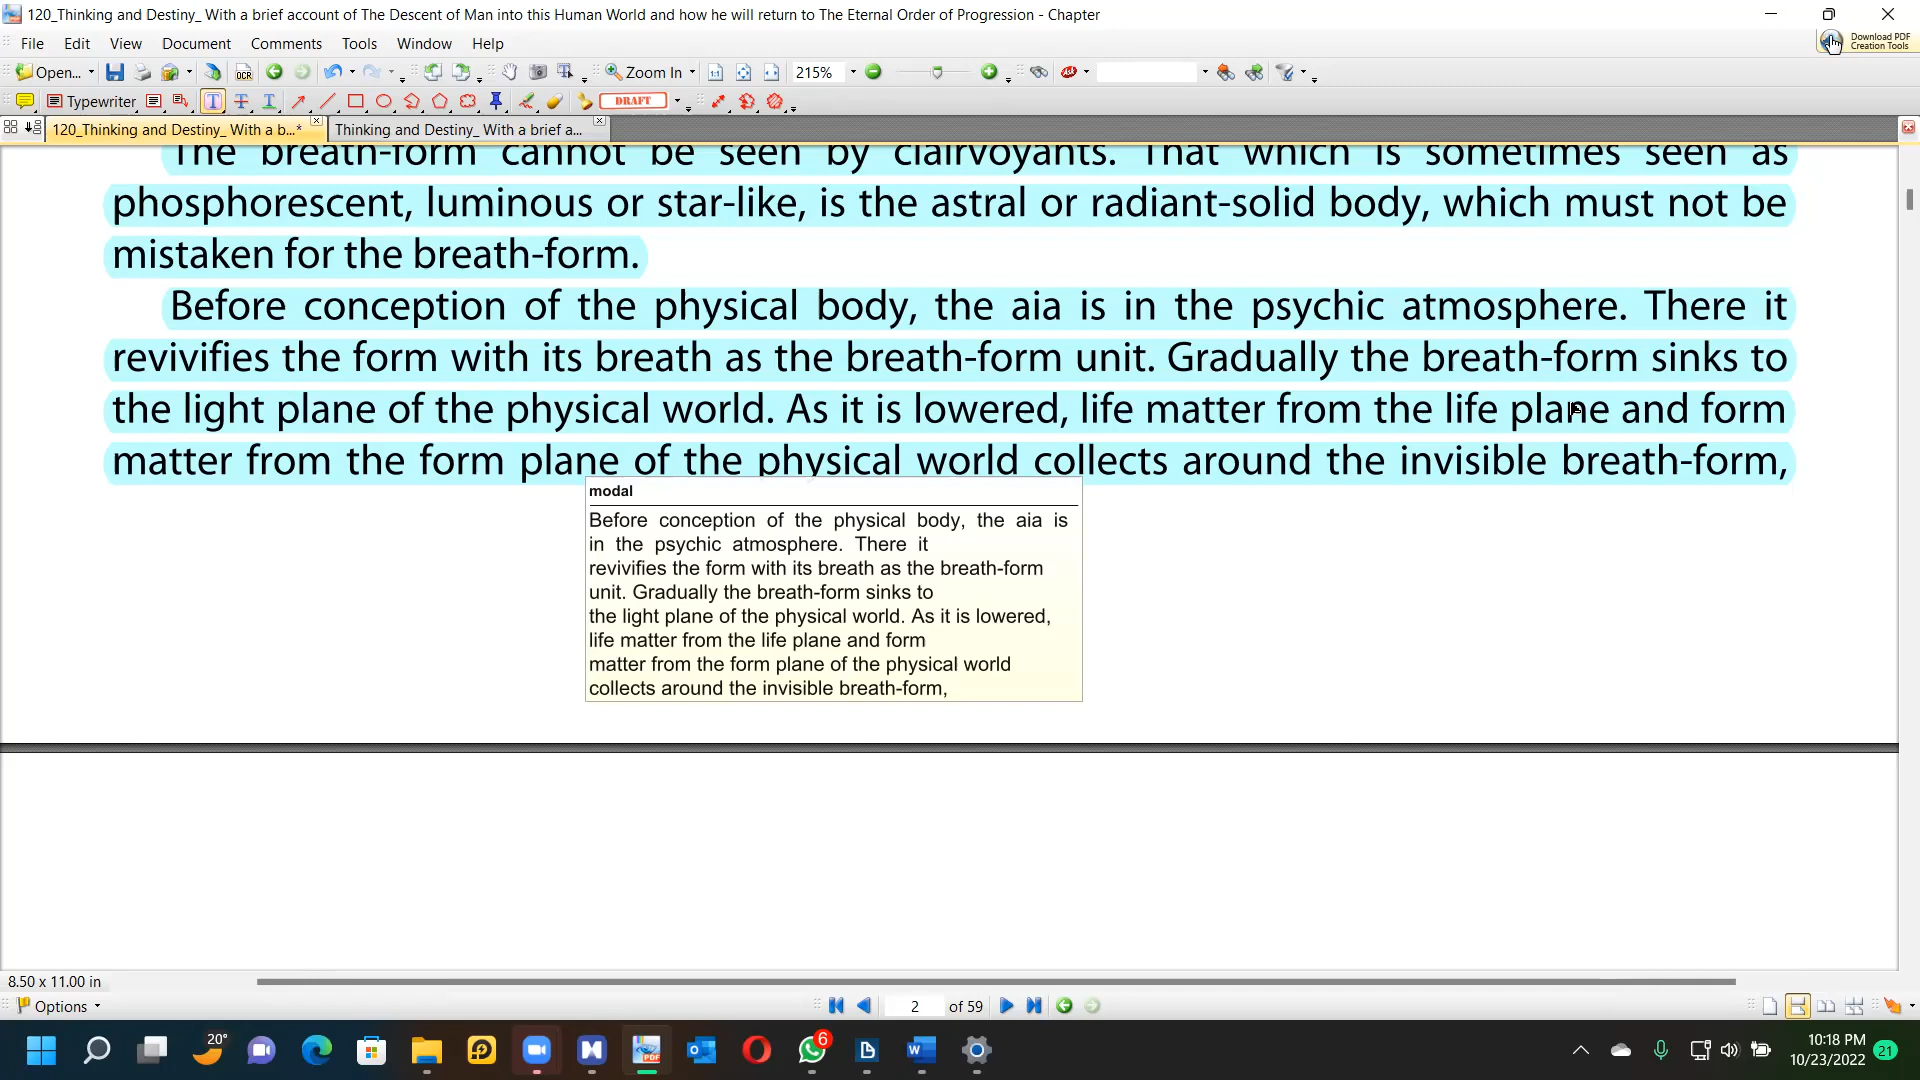 120_Thinking and Destiny_ With a brief account of The Descent of Man into this Human World and how he will return to The Eternal Order of Progression - Chapter
File Edit View Document Comments Tools Window Help
Download PDF
Creation Tools
Open... OCR Zoom In 215%
Typewriter DRAFT
120_Thinking and Destiny_ With a b...* Thinking and Destiny_ With a brief a...
The breath-form cannot be seen by clairvoyants. That which is sometimes seen as
phosphorescent, luminous or star-like, is the astral or radiant-solid body, which must not be
mistaken for the breath-form.
Before conception of the physical body, the aia is in the psychic atmosphere. There it
revivifies the form with its breath as the breath-form unit. Gradually the breath-form sinks to
the light plane of the physical world. As it is lowered, life matter from the life plane and form
matter from the form plane of the physical world collects around the invisible breath-form,
modal
Before conception of the physical body, the aia is
in the psychic atmosphere. There it
revivifies the form with its breath as the breath-form
unit. Gradually the breath-form sinks to
the light plane of the physical world. As it is lowered,
life matter from the life plane and form
matter from the form plane of the physical world
collects around the invisible breath-form,
8.50 x 11.00 in
Options 2 of 59
20° 6 10:18 PM
10/23/2022 21